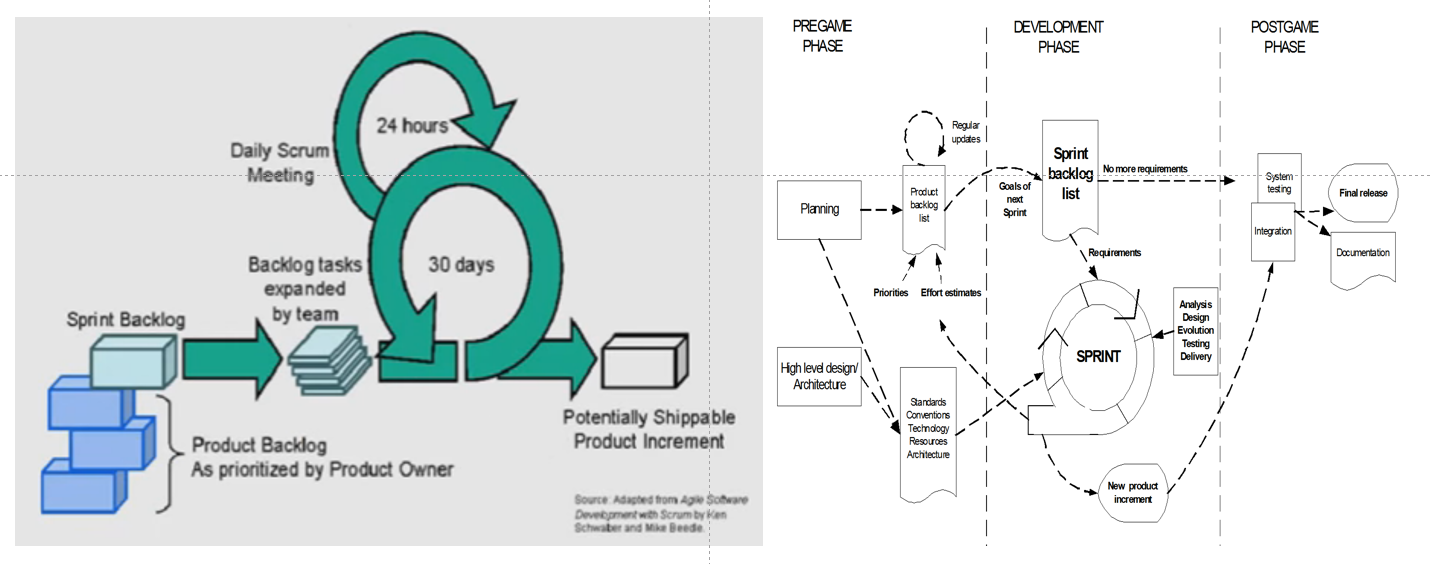 24 hours
Daily Scrum
Meeting
Backlog tasks
expanded
by team
30 days
Sprint Backlog
Potentially Shippable
Product Increment
Product Backlog
As prioritized by Product Owner
Source: Adapted from Agile Software
Development with Scrum by Ken
Schwaber and Mike Beedle.
PREGAME
PHASE
DEVELOPMENT
PHASE
POSTGAME
PHASE
Regular
updates
Planning
Product
backlog
list
Goals of
next
Sprint
Sprint
backlog
list
No more requirements
System
testing
Integration
Final release
Documentation
Requirements
Priorities
Effort estimates
High level design/
Architecture
Standards
Conventions
Technology
Resources
Architecture
SPRINT
Analysis
Design
Evolution
Testing
Delivery
New product
increment